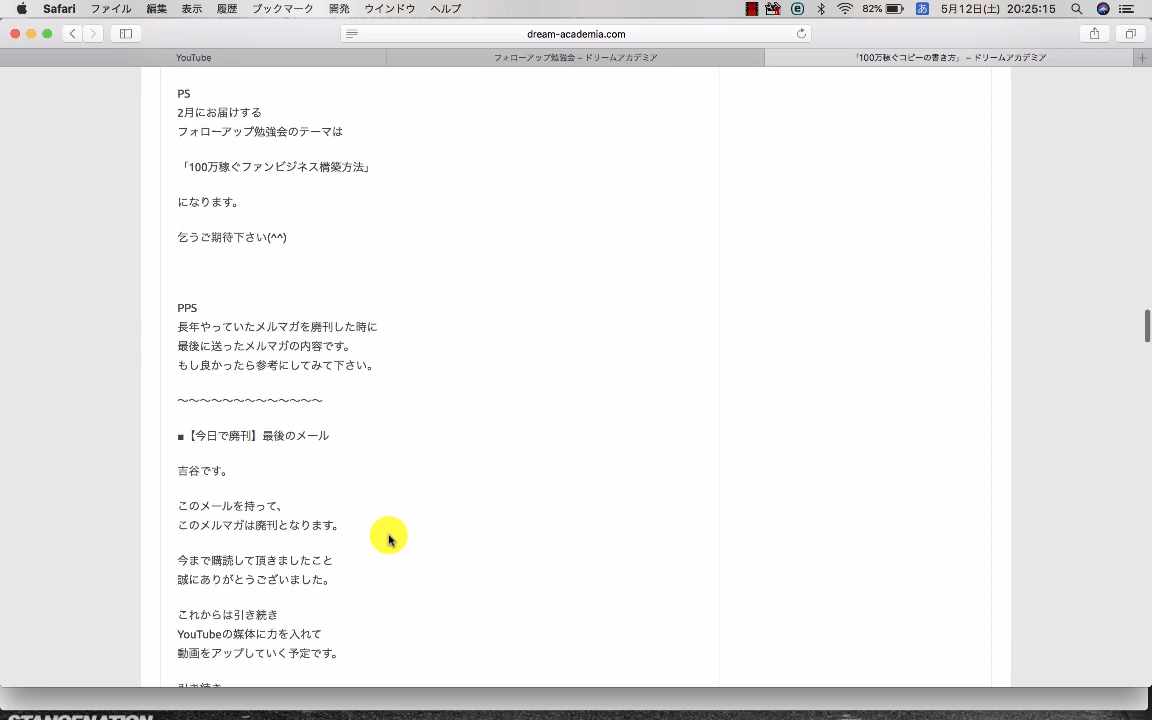 Safari ファイル 編集 表示 履歴 ブックマーク 開発 ウインドウ ヘルプ 82% あ 5月12日(土) 20:25:15
dream-academia.com
YouTube フォローアップ勉強会 – ドリームアカデミア 「100万稼ぐコピーの書き方」 – ドリームアカデミア
PS
2月にお届けする
フォローアップ勉強会のテーマは
「100万稼ぐファンビジネス構築方法」
になります。
乞うご期待下さい(^^)
PPS
長年やっていたメルマガを廃刊した時に
最後に送ったメルマガの内容です。
もし良かったら参考にしてみて下さい。
〜〜〜〜〜〜〜〜〜〜〜〜〜
■【今日で廃刊】最後のメール
吉谷です。
このメールを持って、
このメルマガは廃刊となります。
今まで購読して頂きましたこと
誠にありがとうございました。
これからは引き続き
YouTubeの媒体に力を入れて
動画をアップしていく予定です。
引き続き
STANCENATION